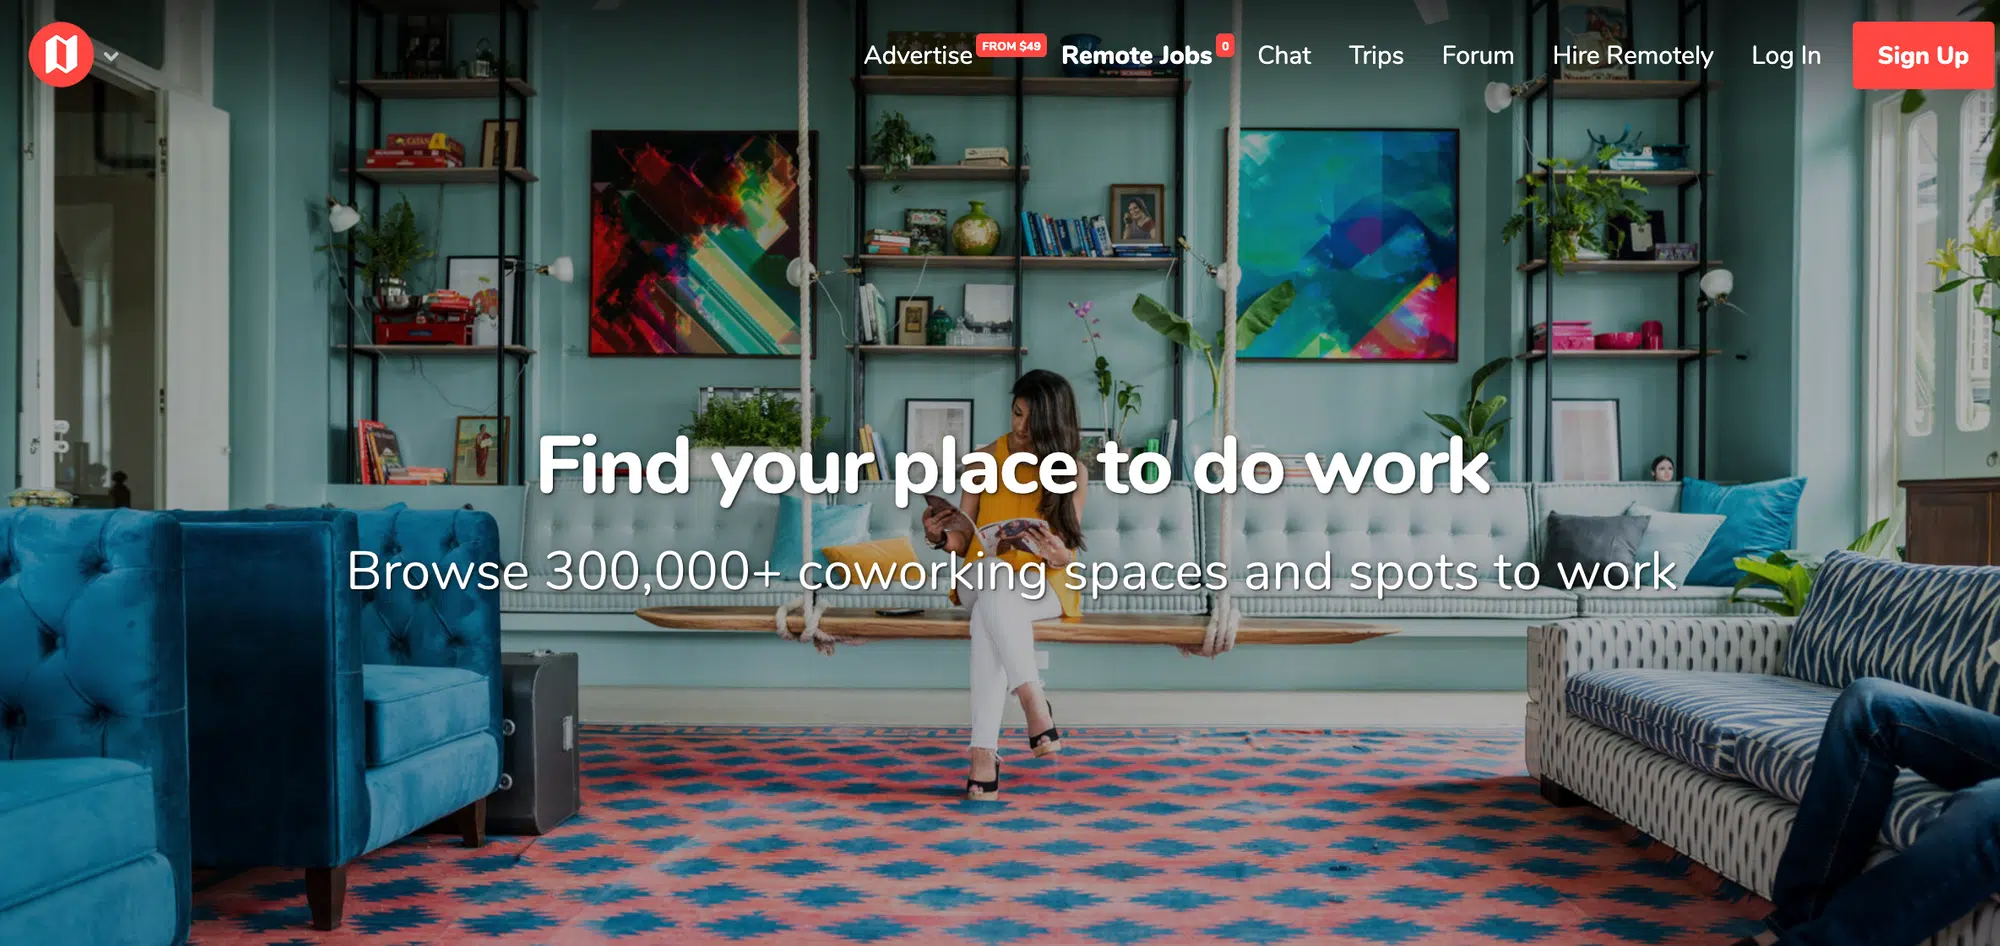 Advertise FROM $49 Remote Jobs 0 Chat Trips Forum Hire Remotely Log In Sign Up
CATAN
Find your place to do work
Browse 300,000+ coworking spaces and spots to work